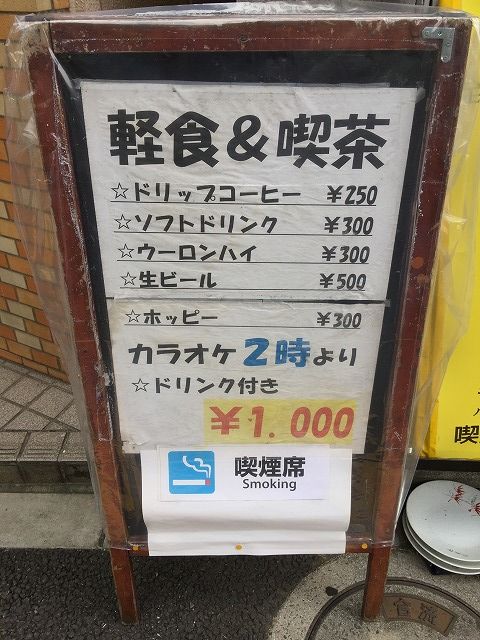 軽食&喫茶
☆ドリップコーヒー ¥250
☆ソフトドリンク ¥300
☆ウーロンハイ ¥300
☆生ビール ¥500
☆ホッピー ¥300
カラオケ2時より
☆ドリンク付き
¥1.000
喫煙席
Smoking
喫